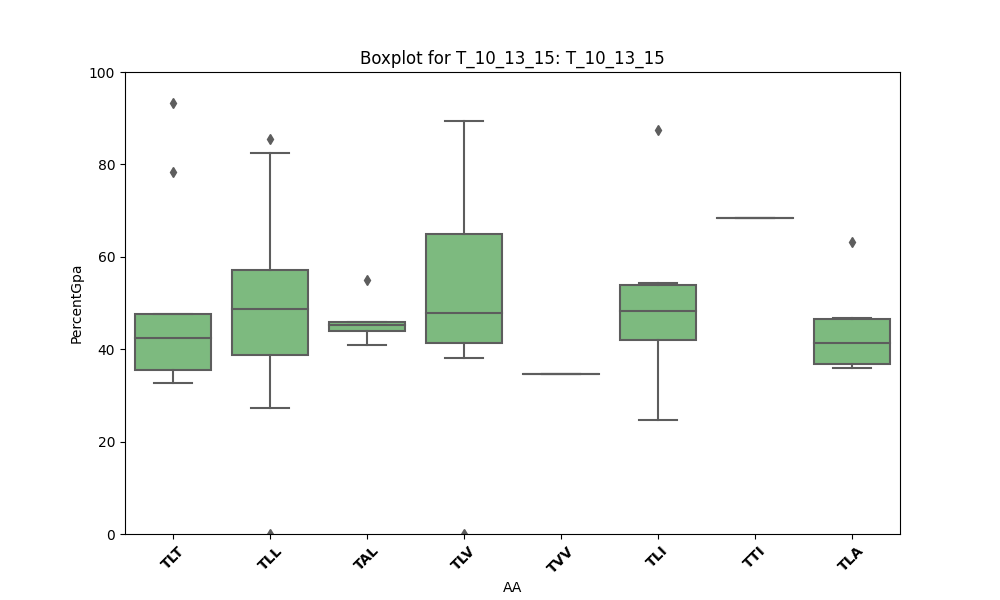 Boxplot for T_10_13_15: T_10_13_15
100
80
60
40
20
0
PercentGpa
TLT
TLL
TAL
TLV
TVV
TLI
TTI
TLA
AA